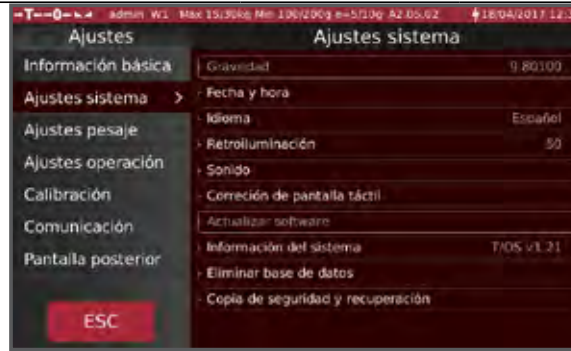 -T- -0- admin W1 Max 15/30kg Min 100/200g e=5/10g A2.05.02 18/04/2017 12:
Ajustes
Ajustes sistema
Información básica
Ajustes sistema >
Ajustes pesaje
Ajustes operación
Calibración
Comunicación
Pantalla posterior
ESC
Gravedad 9.80100
Fecha y hora
Idioma Español
Retroiluminación 50
Sonido
Correción de pantalla táctil
Actualizar software
Información del sistema T/OS v1.21
Eliminar base de datos
Copia de seguridad y recuperación